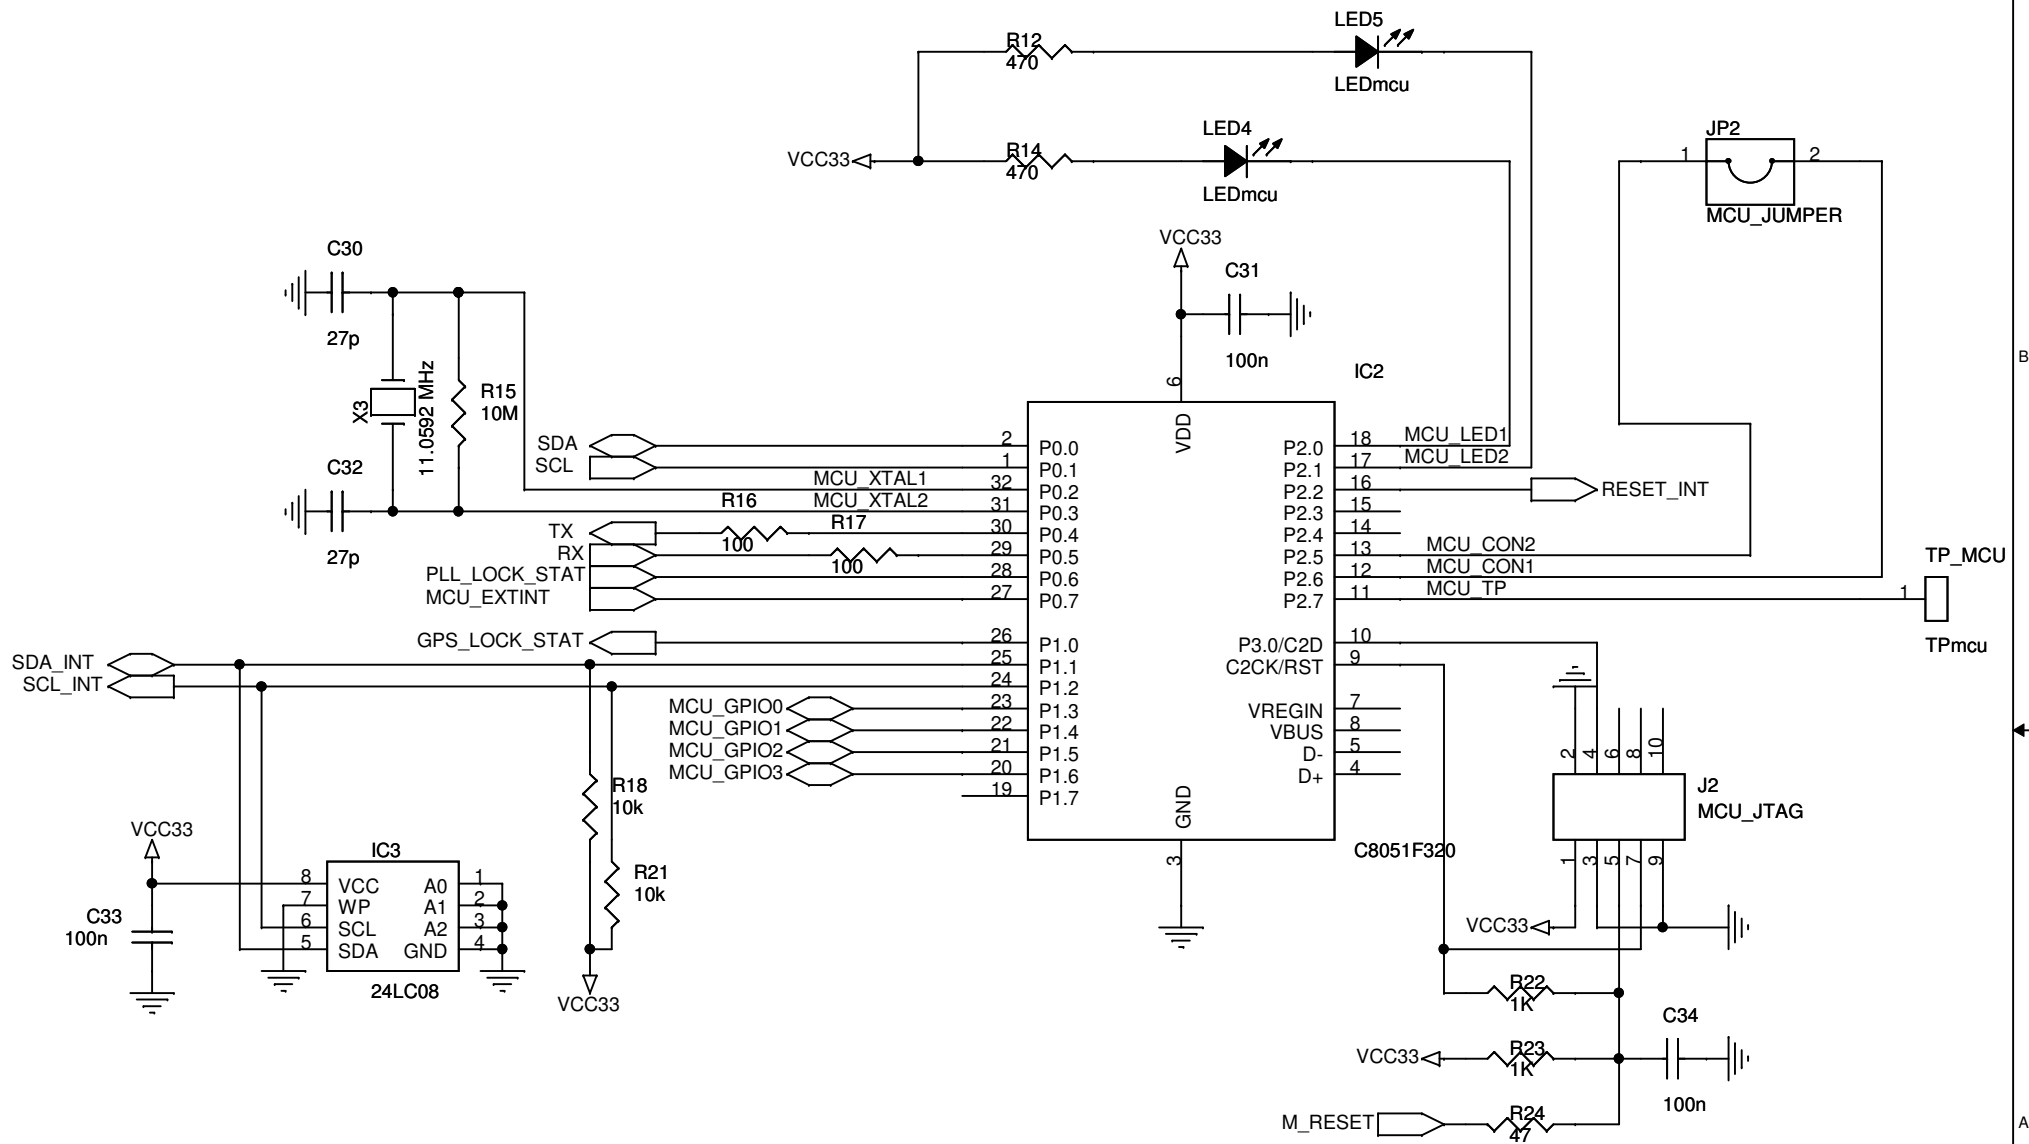 LED5
R12
470
LEDmcu
LED4
R14
470
VCC33
LEDmcu
JP2
1
2
MCU_JUMPER
C30
27p
X3
11.0592 MHz
R15
10M
C32
27p
VCC33
C31
100n
IC2
6
VDD
SDA 2 P0.0
SCL 1 P0.1
MCU_XTAL1 32 P0.2
MCU_XTAL2 31 P0.3
R16
100
TX 30 P0.4
R17
100
RX 29 P0.5
PLL_LOCK_STAT 28 P0.6
MCU_EXTINT 27 P0.7
GPS_LOCK_STAT 26 P1.0
SDA_INT 25 P1.1
SCL_INT 24 P1.2
MCU_GPIO0 23 P1.3
MCU_GPIO1 22 P1.4
MCU_GPIO2 21 P1.5
MCU_GPIO3 20 P1.6
19 P1.7
P2.0 18 MCU_LED1
P2.1 17 MCU_LED2
P2.2 16 RESET_INT
P2.3 15
P2.4 14
P2.5 13 MCU_CON2
P2.6 12 MCU_CON1
P2.7 11 MCU_TP
P3.0/C2D 10
C2CK/RST 9
VREGIN 7
VBUS 8
D- 5
D+ 4
GND
3
C8051F320
TP_MCU
1
TPmcu
2 4 6 8 10
J2
MCU_JTAG
1 3 5 7 9
VCC33
R18
10k
R21
10k
VCC33
VCC33
C33
100n
IC3
8 VCC A0 1
7 WP A1 2
6 SCL A2 3
5 SDA GND 4
24LC08
R22
1K
C34
100n
VCC33
R23
1K
M_RESET
R24
47
B
A